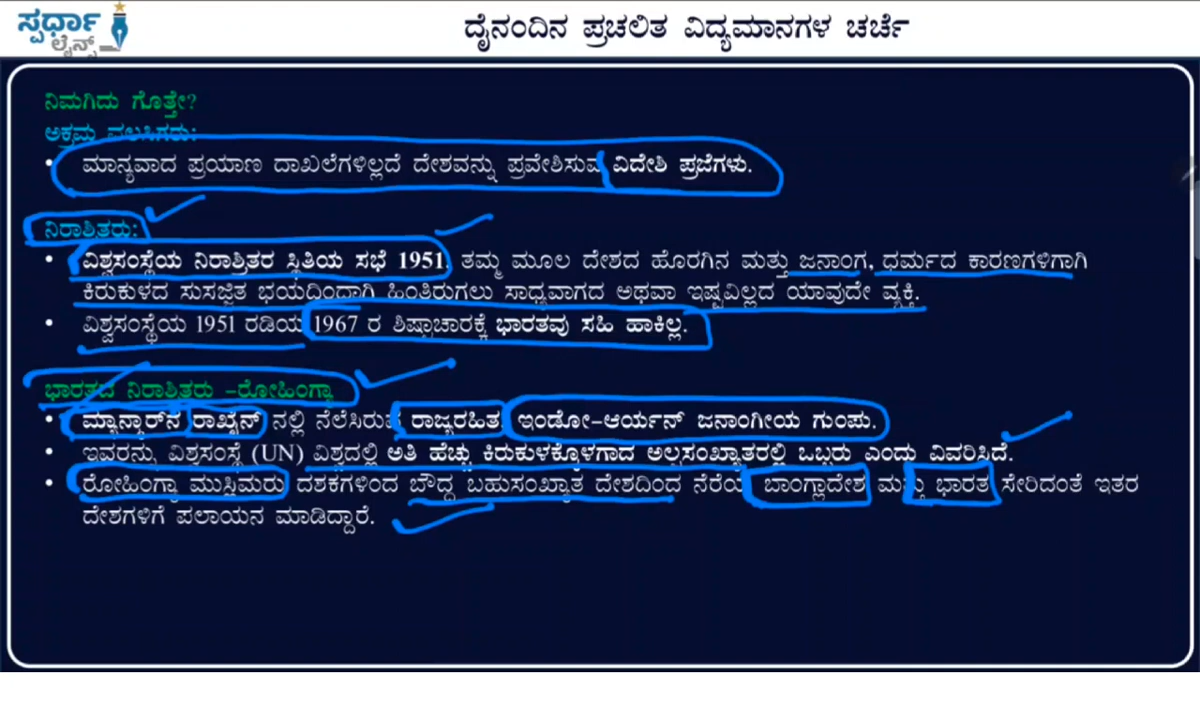 ಸ್ಪರ್ಧಾ
ಲೈನ್ಸ್
ದೈನಂದಿನ ಪ್ರಚಲಿತ ವಿದ್ಯಮಾನಗಳ ಚರ್ಚೆ
ನಿಮಗಿದು ಗೊತ್ತೇ?
ಅಕ್ರಮ ವಲಸಿಗರು:
• ಮಾನ್ಯವಾದ ಪ್ರಯಾಣ ದಾಖಲೆಗಳಿಲ್ಲದೆ ದೇಶವನ್ನು ಪ್ರವೇಶಿಸುವ ವಿದೇಶಿ ಪ್ರಜೆಗಳು.
ನಿರಾಶ್ರಿತರು:
• ವಿಶ್ವಸಂಸ್ಥೆಯ ನಿರಾಶ್ರಿತರ ಸ್ಥಿತಿಯ ಸಭೆ 1951, ತಮ್ಮ ಮೂಲ ದೇಶದ ಹೊರಗಿನ ಮತ್ತು ಜನಾಂಗ, ಧರ್ಮದ ಕಾರಣಗಳಿಗಾಗಿ
ಕಿರುಕುಳದ ಸುಸಜ್ಜಿತ ಭಯದಿಂದಾಗಿ ಹಿಂತಿರುಗಲು ಸಾಧ್ಯವಾಗದ ಅಥವಾ ಇಷ್ಟವಿಲ್ಲದ ಯಾವುದೇ ವ್ಯಕ್ತಿ.
• ವಿಶ್ವಸಂಸ್ಥೆಯ 1951 ರಡಿಯ 1967 ರ ಶಿಷ್ಟಾಚಾರಕ್ಕೆ ಭಾರತವು ಸಹಿ ಹಾಕಿಲ್ಲ.
ಭಾರತದ ನಿರಾಶ್ರಿತರು -ರೋಹಿಂಗ್ಯಾ
• ಮ್ಯಾನ್ಮಾರ್‌ನ ರಾಖೈನ್ ನಲ್ಲಿ ನೆಲೆಸಿರುವ ರಾಜ್ಯರಹಿತ ಇಂಡೋ-ಆರ್ಯನ್ ಜನಾಂಗೀಯ ಗುಂಪು.
• ಇವರನ್ನು ವಿಶ್ವಸಂಸ್ಥೆ (UN) ವಿಶ್ವದಲ್ಲಿ ಅತಿ ಹೆಚ್ಚು ಕಿರುಕುಳಕ್ಕೊಳಗಾದ ಅಲ್ಪಸಂಖ್ಯಾತರಲ್ಲಿ ಒಬ್ಬರು ಎಂದು ವಿವರಿಸಿದೆ.
• ರೋಹಿಂಗ್ಯಾ ಮುಸ್ಲಿಮರು ದಶಕಗಳಿಂದ ಬೌದ್ಧ ಬಹುಸಂಖ್ಯಾತ ದೇಶದಿಂದ ನೆರೆಯ ಬಾಂಗ್ಲಾದೇಶ ಮತ್ತು ಭಾರತ ಸೇರಿದಂತೆ ಇತರ
ದೇಶಗಳಿಗೆ ಪಲಾಯನ ಮಾಡಿದ್ದಾರೆ.